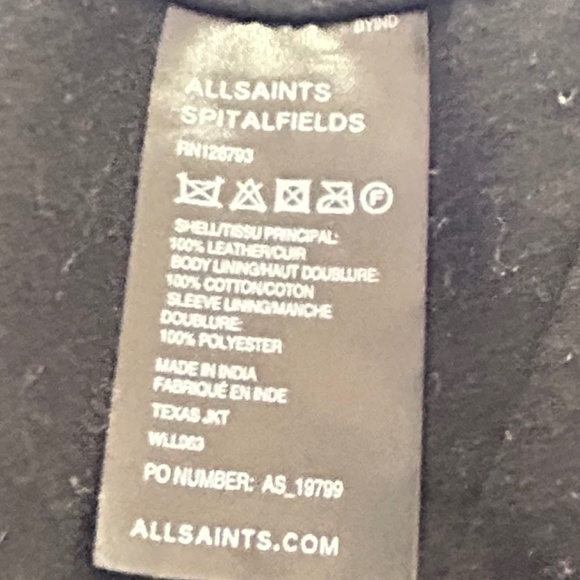 BYIND
ALLSAINTS
SPITALFIELDS
RN128793
F
SHELL/TISSU PRINCIPAL:
100% LEATHER/CUIR
BODY LINING/HAUT DOUBLURE:
100% COTTON/COTON
SLEEVE LINING/MANCHE
DOUBLURE:
100% POLYESTER
MADE IN INDIA
FABRIQUÉ EN INDE
TEXAS JKT
WLL063
PO NUMBER: AS_19799
ALLSAINTS.COM